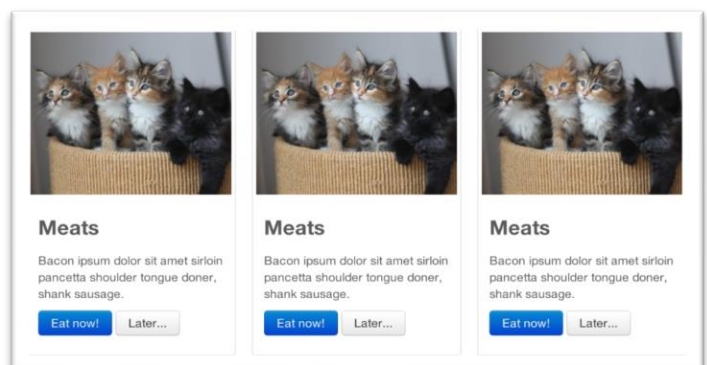 Meats
Bacon ipsum dolor sit amet sirloin
pancetta shoulder tongue doner,
shank sausage.
Eat now! Later...
Meats
Bacon ipsum dolor sit amet sirloin
pancetta shoulder tongue doner,
shank sausage.
Eat now! Later...
Meats
Bacon ipsum dolor sit amet sirloin
pancetta shoulder tongue doner,
shank sausage.
Eat now! Later...